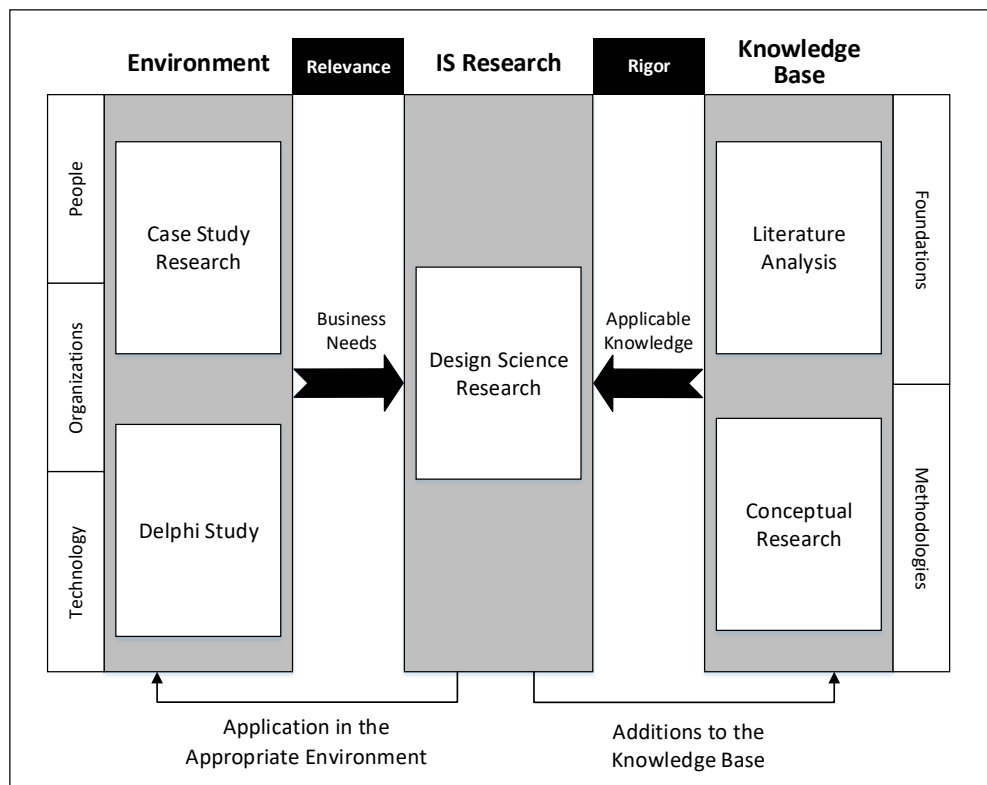 Environment
Relevance
IS Research
Rigor
Knowledge
Base
People
Organizations
Technology
Case Study
Research
Delphi Study
Business
Needs
Design Science
Research
Applicable
Knowledge
Literature
Analysis
Conceptual
Research
Foundations
Methodologies
Application in the
Appropriate Environment
Additions to the
Knowledge Base